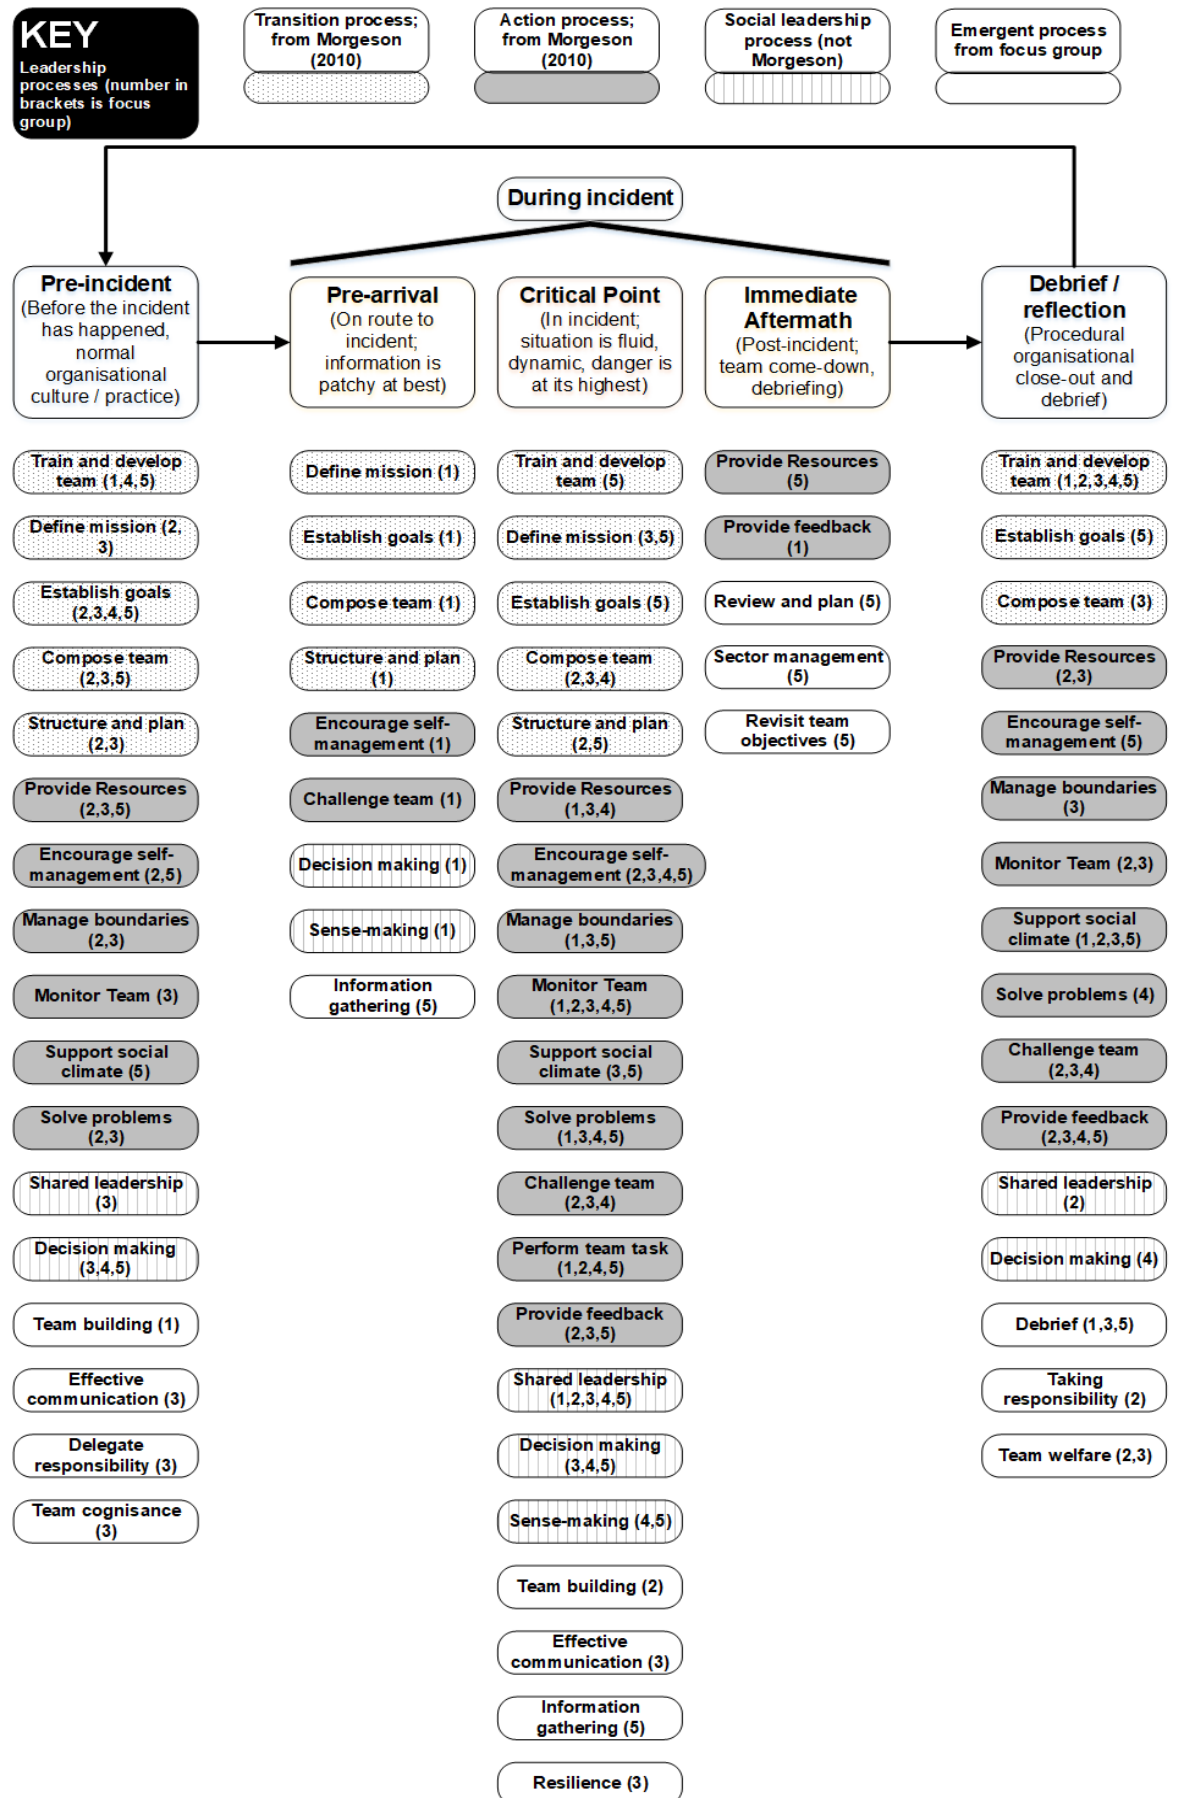 KEY
Leadership
processes (number in
brackets is focus
group)
Transition process;
from Morgeson
(2010)
Action process;
from Morgeson
(2010)
Social leadership
process (not
Morgeson)
Emergent process
from focus group
During incident
Pre-incident
(Before the incident
has happened,
normal
organisational
culture / practice)
Pre-arrival
(On route to
incident;
information is
patchy at best)
Critical Point
(In incident;
situation is fluid,
dynamic, danger is
at its highest)
Immediate
Aftermath
(Post-incident;
team come-down,
debriefing)
Debrief /
reflection
(Procedural
organisational
close-out and
debrief)
Train and develop
team (1,4,5)
Define mission (2,
3)
Establish goals
(2,3,4,5)
Compose team
(2,3,5)
Structure and plan
(2,3)
Provide Resources
(2,3,5)
Encourage self-
management (2,5)
Manage boundaries
(2,3)
Monitor Team (3)
Support social
climate (5)
Solve problems
(2,3)
Shared leadership
(3)
Decision making
(3,4,5)
Team building (1)
Effective
communication (3)
Delegate
responsibility (3)
Team cognisance
(3)
Define mission (1)
Establish goals (1)
Compose team (1)
Structure and plan
(1)
Encourage self-
management (1)
Challenge team (1)
Decision making (1)
Sense-making (1)
Information
gathering (5)
Train and develop
team (5)
Define mission (3,5)
Establish goals (5)
Compose team
(2,3,4)
Structure and plan
(2,5)
Provide Resources
(1,3,4)
Encourage self-
management (2,3,4,5)
Manage boundaries
(1,3,5)
Monitor Team
(1,2,3,4,5)
Support social
climate (3,5)
Solve problems
(1,3,4,5)
Challenge team
(2,3,4)
Perform team task
(1,2,4,5)
Provide feedback
(2,3,5)
Shared leadership
(1,2,3,4,5)
Decision making
(3,4,5)
Sense-making (4,5)
Team building (2)
Effective
communication (3)
Information
gathering (5)
Resilience (3)
Provide Resources
(5)
Provide feedback
(1)
Review and plan (5)
Sector management
(5)
Revisit team
objectives (5)
Train and develop
team (1,2,3,4,5)
Establish goals (5)
Compose team (3)
Provide Resources
(2,3)
Encourage self-
management (5)
Manage boundaries
(3)
Monitor Team (2,3)
Support social
climate (1,2,3,5)
Solve problems (4)
Challenge team
(2,3,4)
Provide feedback
(2,3,4,5)
Shared leadership
(2)
Decision making (4)
Debrief (1,3,5)
Taking
responsibility (2)
Team welfare (2,3)